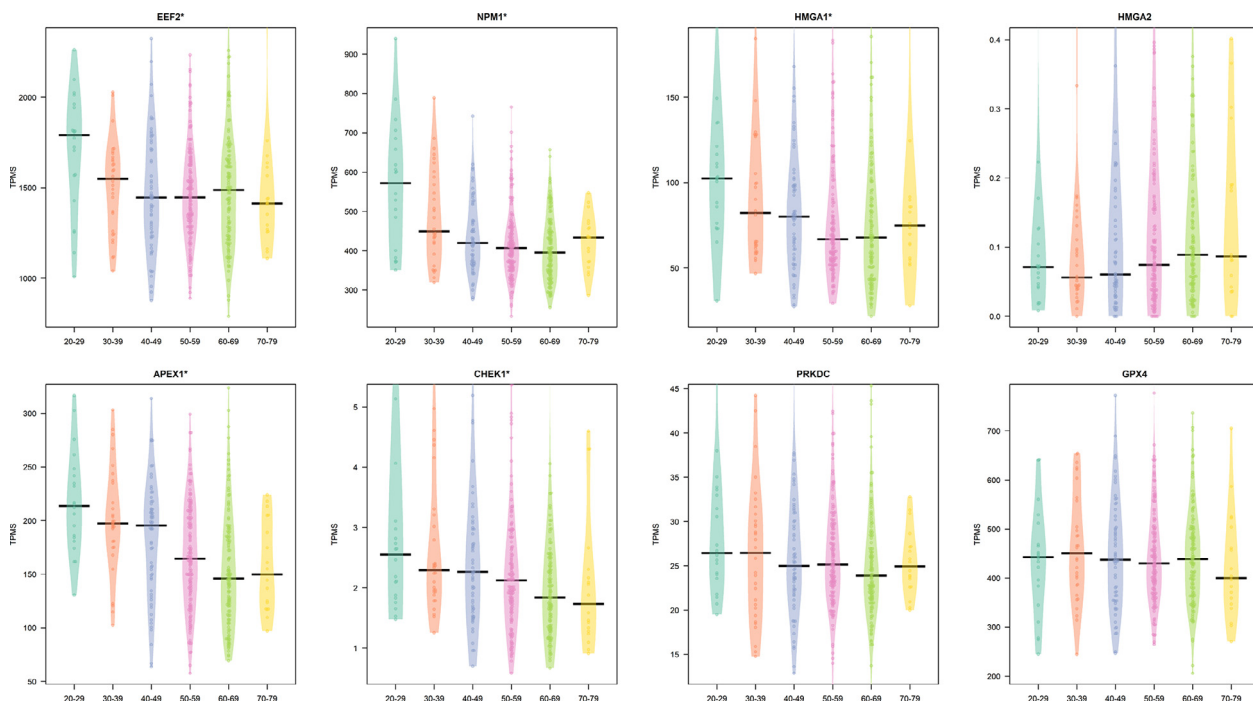 EEF2*
TPMS
2000
1500
1000
20-29 30-39 40-49 50-59 60-69 70-79
NPM1*
TPMS
900
800
700
600
500
400
300
20-29 30-39 40-49 50-59 60-69 70-79
HMGA1*
TPMS
150
100
50
20-29 30-39 40-49 50-59 60-69 70-79
HMGA2
TPMS
0.4
0.3
0.2
0.1
0.0
20-29 30-39 40-49 50-59 60-69 70-79
APEX1*
TPMS
300
250
200
150
100
50
20-29 30-39 40-49 50-59 60-69 70-79
CHEK1*
TPMS
5
4
3
2
1
20-29 30-39 40-49 50-59 60-69 70-79
PRKDC
TPMS
45
40
35
30
25
20
15
20-29 30-39 40-49 50-59 60-69 70-79
GPX4
TPMS
700
600
500
400
300
200
20-29 30-39 40-49 50-59 60-69 70-79